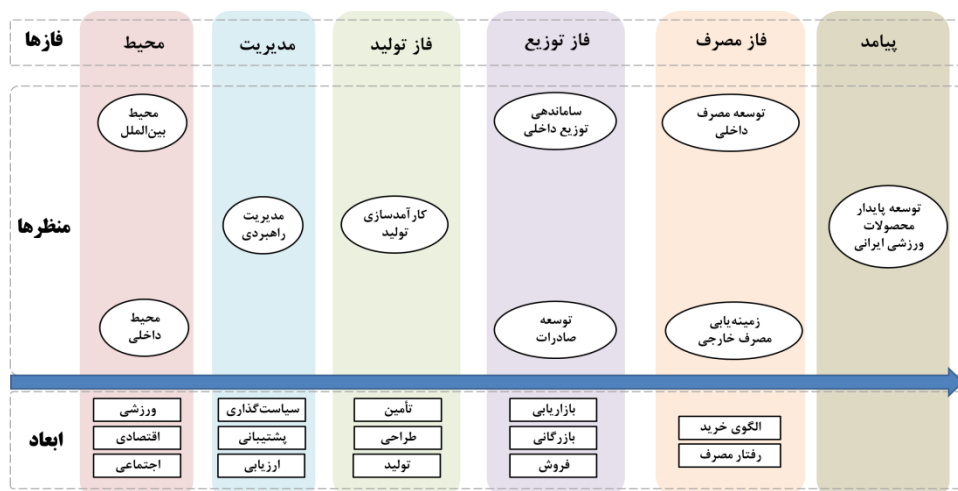 فازها
محیط
مدیریت
فاز تولید
فاز توزیع
فاز مصرف
پیامد
منظرها
محیط
بین‌الملل
ساماندهی
توزیع داخلی
توسعه مصرف
داخلی
مدیریت
راهبردی
کارآمدسازی
تولید
توسعه پایدار
محصولات
ورزشی ایرانی
محیط
داخلی
توسعه
صادرات
زمینه‌یابی
مصرف خارجی
ابعاد
ورزشی
اقتصادی
اجتماعی
سیاست‌گذاری
پشتیبانی
ارزیابی
تأمین
طراحی
تولید
بازاریابی
بازرگانی
فروش
الگوی خرید
رفتار مصرف